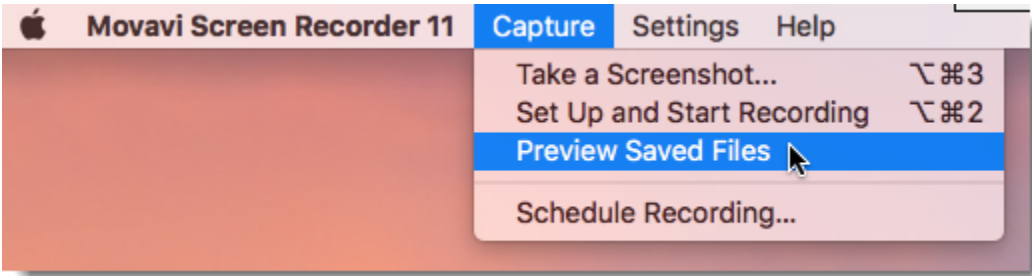 Movavi Screen Recorder 11 Capture Settings Help
Take a Screenshot... ⌥⌘3
Set Up and Start Recording ⌥⌘2
Preview Saved Files
Schedule Recording...